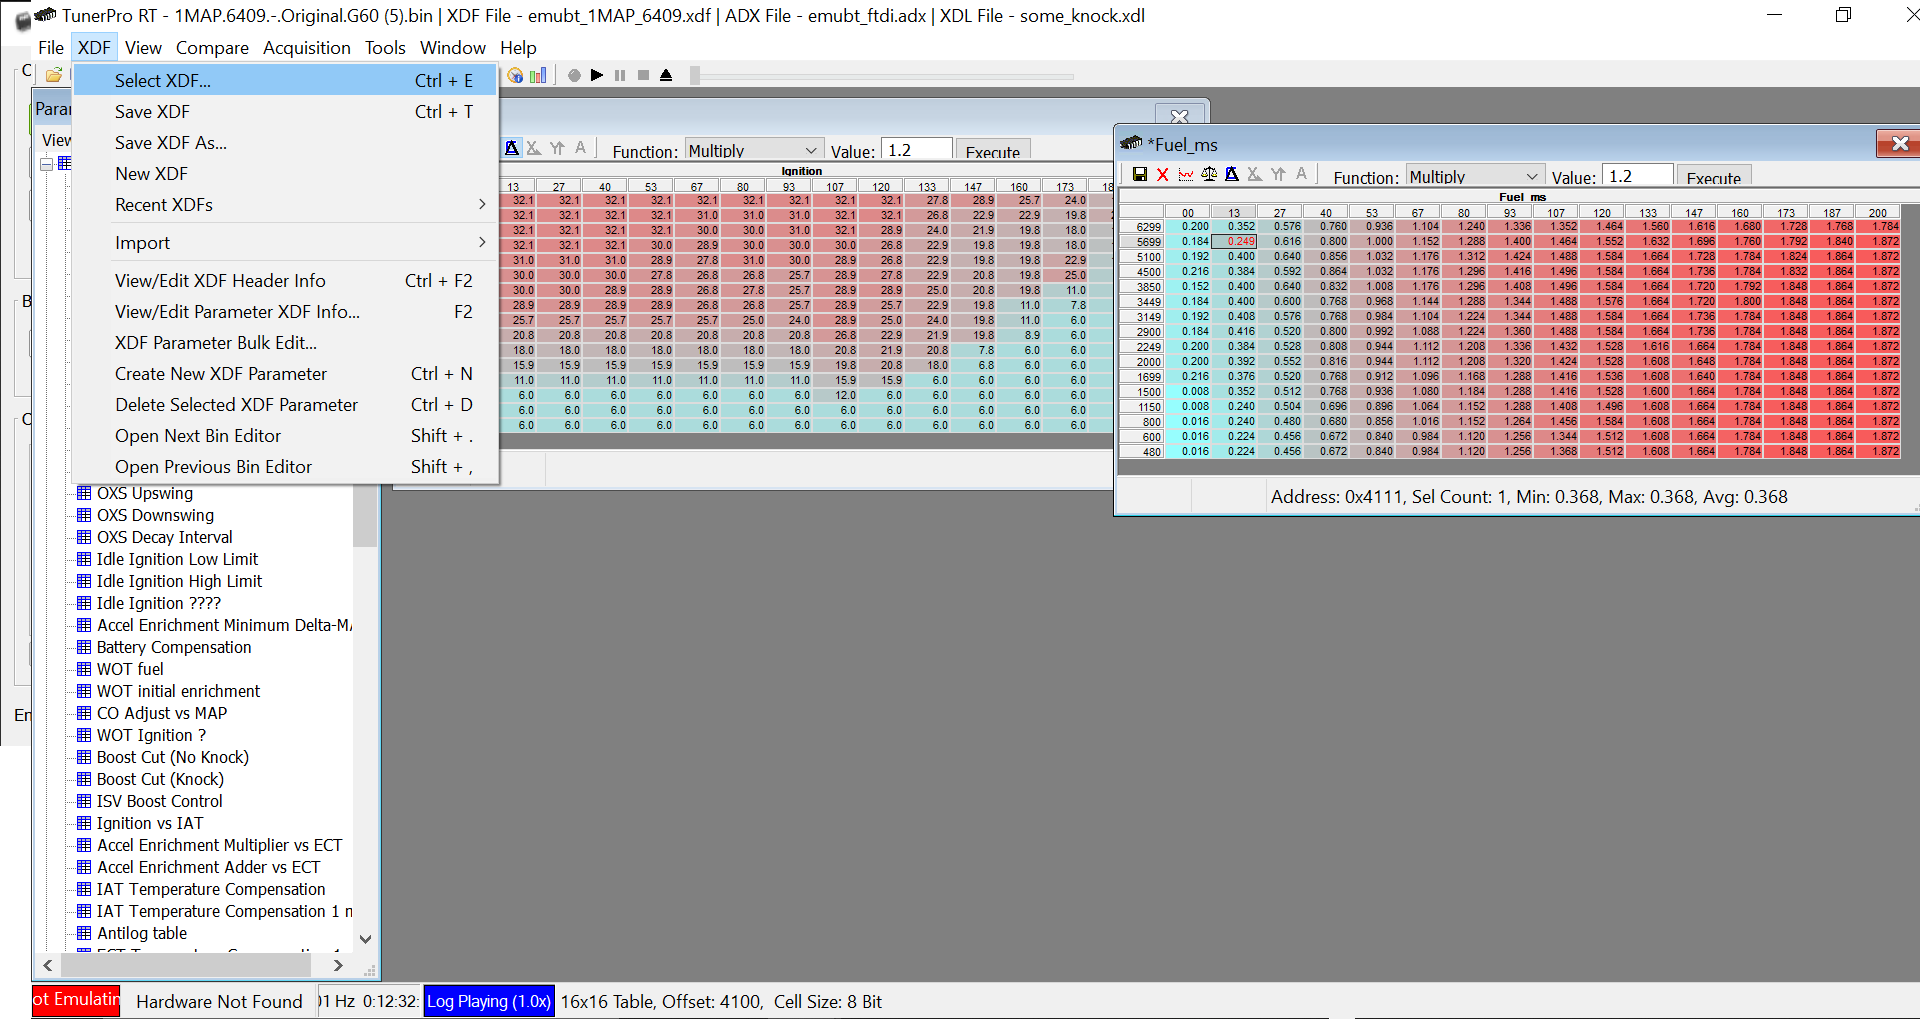 TunerPro RT - 1MAP.6409.-.Original.G60 (5).bin | XDF File - emubt_1MAP_6409.xdf | ADX File - emubt_ftdi.adx | XDL File - some_knock.xdl
File XDF View Compare Acquisition Tools Window Help
Select XDF... Ctrl + E
Save XDF Ctrl + T
Save XDF As...
New XDF
Recent XDFs
Import
View/Edit XDF Header Info Ctrl + F2
View/Edit Parameter XDF Info... F2
XDF Parameter Bulk Edit...
Create New XDF Parameter Ctrl + N
Delete Selected XDF Parameter Ctrl + D
Open Next Bin Editor Shift + .
Open Previous Bin Editor Shift + ,
Para
View
OXS Upswing
OXS Downswing
OXS Decay Interval
Idle Ignition Low Limit
Idle Ignition High Limit
Idle Ignition ????
Accel Enrichment Minimum Delta-M
Battery Compensation
WOT fuel
WOT initial enrichment
CO Adjust vs MAP
WOT Ignition ?
Boost Cut (No Knock)
Boost Cut (Knock)
ISV Boost Control
Ignition vs IAT
Accel Enrichment Multiplier vs ECT
Accel Enrichment Adder vs ECT
IAT Temperature Compensation
IAT Temperature Compensation 1
Antilog table
Function: Multiply Value: 1.2 Execute
Ignition
13 27 40 53 67 80 93 107 120 133 147 160 173 18
32.1 32.1 32.1 32.1 32.1 32.1 32.1 32.1 32.1 27.8 28.9 25.7 24.0
32.1 32.1 32.1 32.1 31.0 31.0 31.0 32.1 32.1 26.8 22.9 22.9 19.8
32.1 32.1 32.1 31.0 31.0 30.0 31.0 32.1 28.9 24.0 21.9 19.8 18.0
32.1 32.1 32.1 30.0 28.9 30.0 30.0 30.0 26.8 22.9 19.8 19.8 18.0
31.0 31.0 31.0 28.9 27.8 28.9 27.8 28.9 26.8 22.9 19.8 19.8 22.9
30.0 30.0 30.0 27.8 26.8 26.8 25.7 28.9 27.8 22.9 20.8 19.8 25.0
30.0 30.0 28.9 28.9 26.8 27.8 25.7 28.9 28.9 25.0 20.8 19.8 11.0
28.9 28.9 28.9 28.9 26.8 26.8 25.7 28.9 25.7 22.9 19.8 11.0 7.8
25.7 25.7 25.7 25.7 25.7 25.0 24.0 28.9 25.0 24.0 19.8 11.0 6.0
20.8 20.8 20.8 20.8 20.8 20.8 20.8 26.8 22.9 21.9 19.8 8.9 6.0
18.0 18.0 18.0 18.0 18.0 18.0 18.0 20.8 21.9 20.8 7.8 6.0 6.0
15.9 15.9 15.9 15.9 15.9 15.9 15.9 19.8 20.8 18.0 6.8 6.0 6.0
11.0 11.0 11.0 11.0 11.0 11.0 11.0 15.9 15.9 6.0 6.0 6.0 6.0
6.0 6.0 6.0 6.0 6.0 6.0 6.0 12.0 6.0 6.0 6.0 6.0 6.0
6.0 6.0 6.0 6.0 6.0 6.0 6.0 6.0 6.0 6.0 6.0 6.0 6.0
6.0 6.0 6.0 6.0 6.0 6.0 6.0 6.0 6.0 6.0 6.0 6.0 6.0
*Fuel_ms
Function: Multiply Value: 1.2 Execute
Fuel_ms
00 13 27 40 53 67 80 93 107 120 133 147 160 173 187 200
6299 0.200 0.352 0.576 0.760 0.936 1.104 1.240 1.336 1.352 1.464 1.560 1.616 1.680 1.728 1.768 1.784
5699 0.184 0.249 0.616 0.800 1.000 1.152 1.288 1.400 1.464 1.552 1.632 1.696 1.760 1.792 1.840 1.872
5100 0.192 0.400 0.640 0.856 1.032 1.176 1.312 1.424 1.488 1.584 1.664 1.728 1.784 1.824 1.864 1.872
4500 0.216 0.384 0.592 0.864 1.032 1.176 1.296 1.416 1.496 1.584 1.664 1.736 1.784 1.832 1.864 1.872
3850 0.152 0.400 0.640 0.832 1.008 1.176 1.296 1.408 1.496 1.584 1.664 1.720 1.792 1.848 1.864 1.872
3449 0.184 0.400 0.600 0.768 0.968 1.144 1.288 1.344 1.488 1.576 1.664 1.720 1.800 1.848 1.864 1.872
3149 0.192 0.408 0.576 0.768 0.984 1.104 1.224 1.344 1.488 1.584 1.664 1.736 1.784 1.848 1.864 1.872
2900 0.184 0.416 0.520 0.800 0.992 1.088 1.224 1.360 1.488 1.584 1.664 1.736 1.784 1.848 1.864 1.872
2249 0.200 0.384 0.528 0.808 0.944 1.112 1.208 1.336 1.432 1.528 1.616 1.664 1.784 1.848 1.864 1.872
2000 0.200 0.392 0.552 0.816 0.944 1.112 1.208 1.320 1.424 1.528 1.608 1.648 1.784 1.848 1.864 1.872
1699 0.216 0.376 0.520 0.768 0.912 1.096 1.168 1.288 1.416 1.536 1.608 1.640 1.784 1.848 1.864 1.872
1500 0.008 0.352 0.512 0.768 0.936 1.080 1.184 1.288 1.416 1.528 1.600 1.664 1.784 1.848 1.864 1.872
1150 0.008 0.240 0.504 0.696 0.896 1.064 1.152 1.288 1.408 1.496 1.608 1.664 1.784 1.848 1.864 1.872
800 0.016 0.240 0.480 0.680 0.856 1.016 1.152 1.264 1.456 1.584 1.608 1.664 1.784 1.848 1.864 1.872
600 0.016 0.224 0.456 0.672 0.840 0.984 1.120 1.256 1.344 1.512 1.608 1.664 1.784 1.848 1.864 1.872
480 0.016 0.224 0.456 0.672 0.840 0.984 1.120 1.256 1.368 1.512 1.608 1.664 1.784 1.848 1.864 1.872
Address: 0x4111, Sel Count: 1, Min: 0.368, Max: 0.368, Avg: 0.368
ot Emulatin Hardware Not Found 01 Hz 0:12:32: Log Playing (1.0x) 16x16 Table, Offset: 4100, Cell Size: 8 Bit